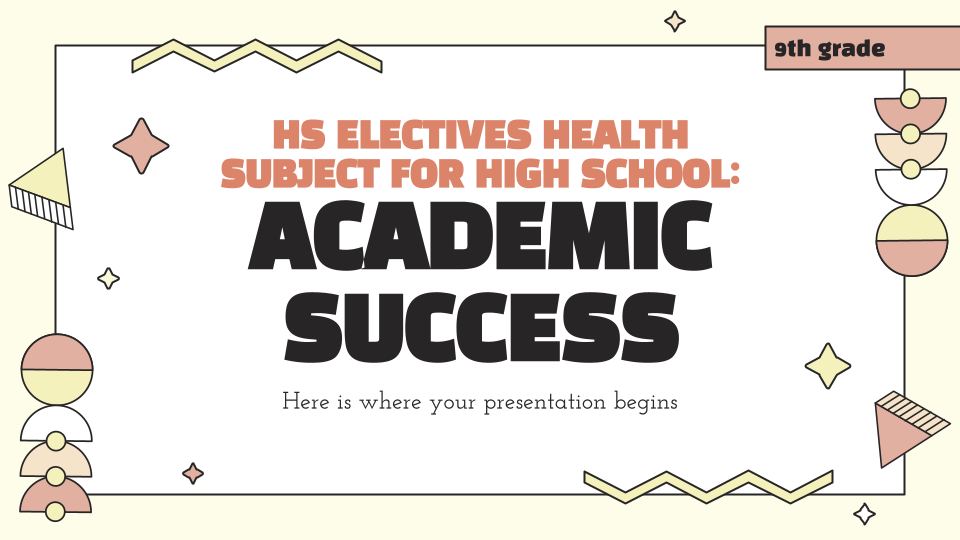 9th grade
HS ELECTIVES HEALTH
SUBJECT FOR HIGH SCHOOL:
ACADEMIC
SUCCESS
Here is where your presentation begins